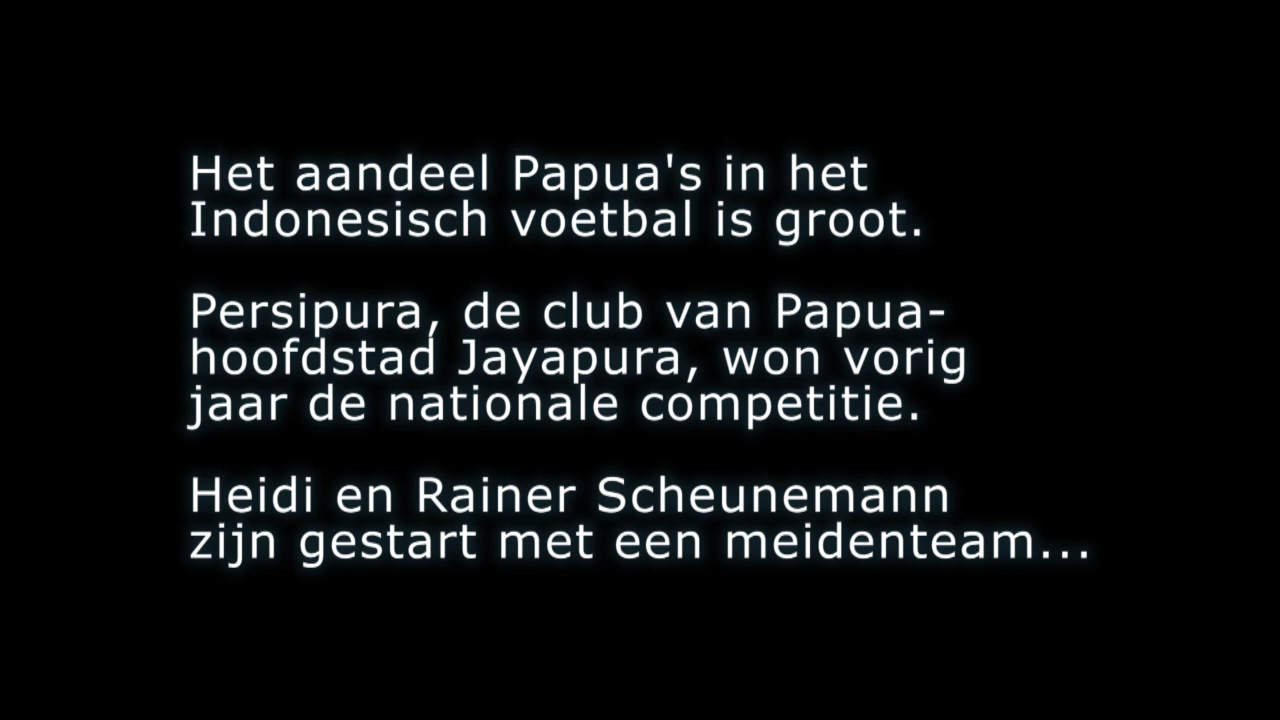 Het aandeel Papua's in het
Indonesisch voetbal is groot.
Persipura, de club van Papua-
hoofdstad Jayapura, won vorig
jaar de nationale competitie.
Heidi en Rainer Scheunemann
zijn gestart met een meidenteam...